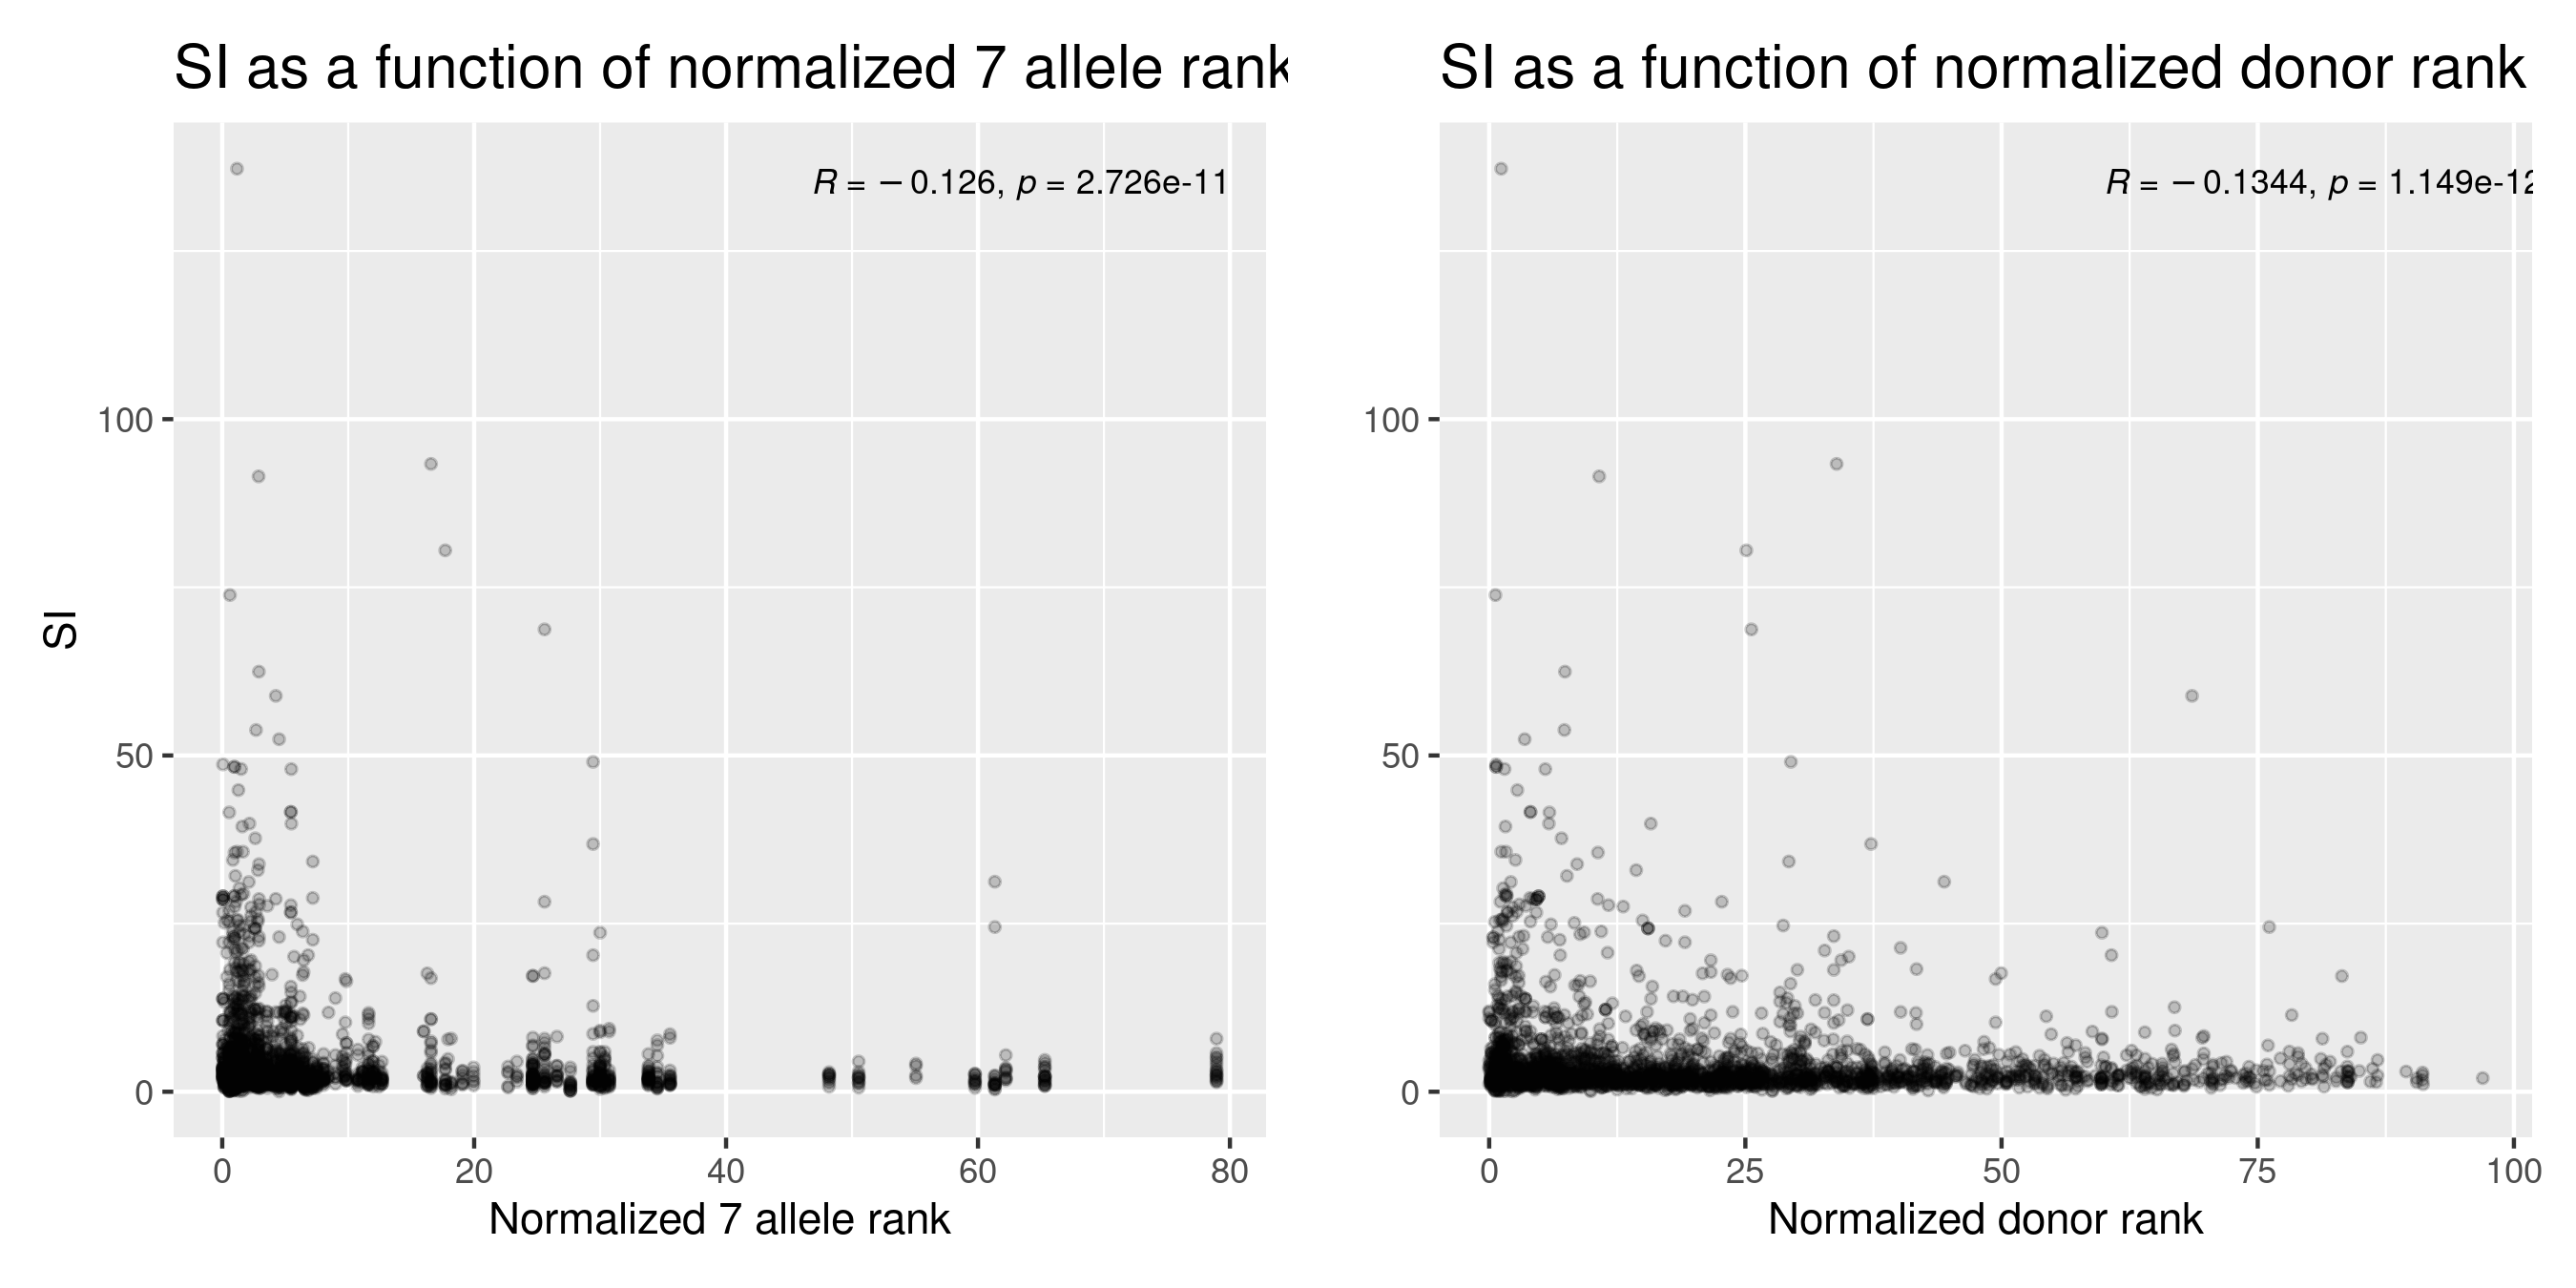 SI as a function of normalized 7 allele rank
SI as a function of normalized donor rank
R = −0.126, p = 2.726e-11
R = −0.1344, p = 1.149e-12
100
50
0
SI
0 20 40 60 80
Normalized 7 allele rank
100
50
0
0 25 50 75 100
Normalized donor rank